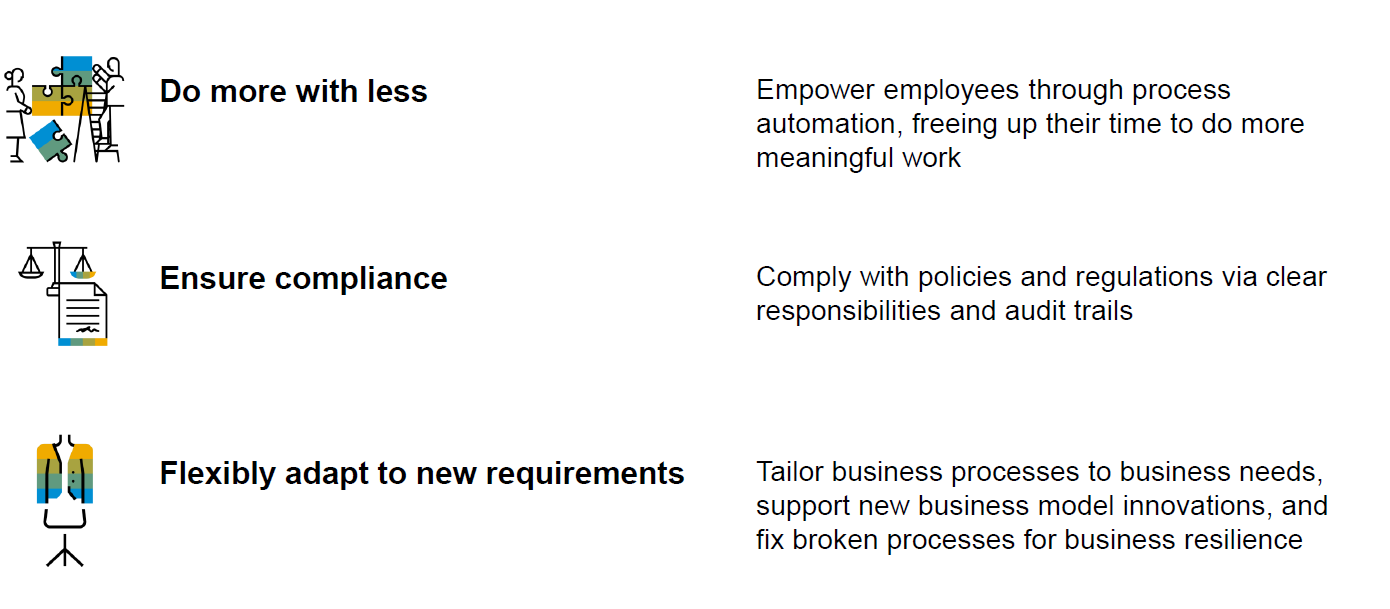 Do more with less
Empower employees through process
automation, freeing up their time to do more
meaningful work
Ensure compliance
Comply with policies and regulations via clear
responsibilities and audit trails
Flexibly adapt to new requirements
Tailor business processes to business needs,
support new business model innovations, and
fix broken processes for business resilience